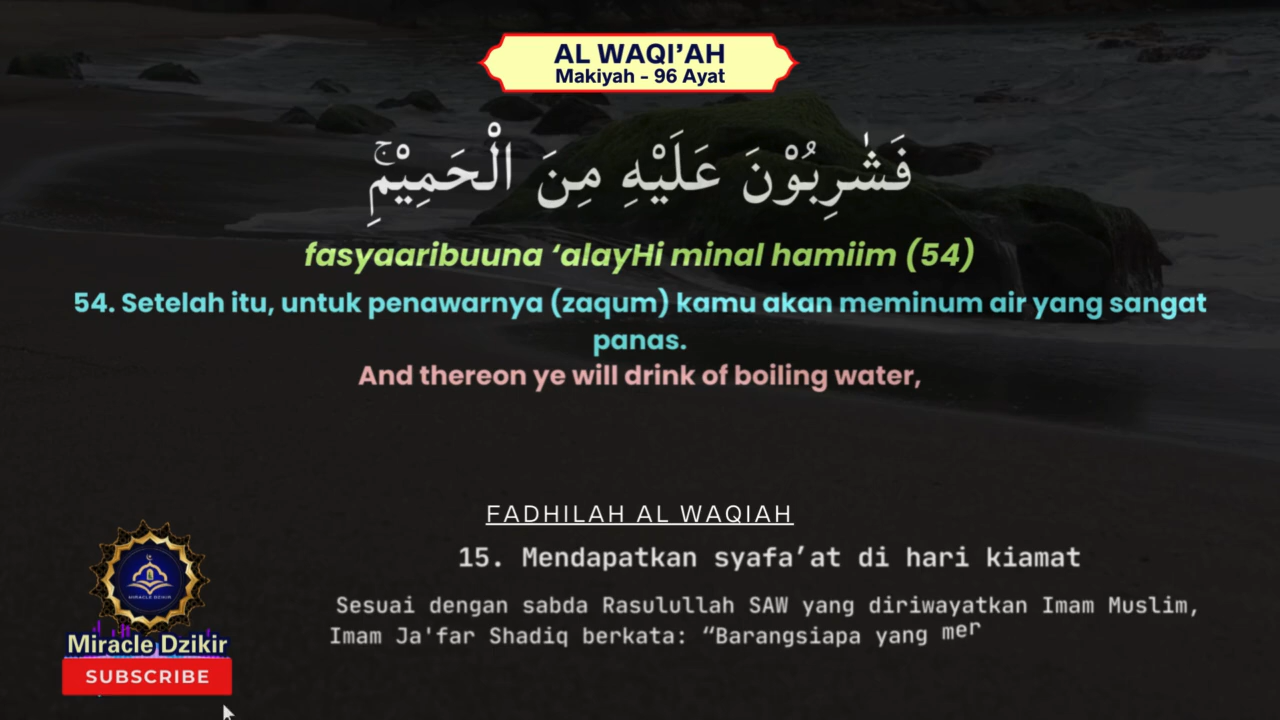 AL WAQI’AH
Makiyah - 96 Ayat
فَشٰرِبُوْنَ عَلَيْهِ مِنَ الْحَمِيْمِۚ
fasyaaribuuna ‘alayHi minal hamiim (54)
54. Setelah itu, untuk penawarnya (zaqum) kamu akan meminum air yang sangat
panas.
And thereon ye will drink of boiling water,
FADHILAH AL WAQIAH
15. Mendapatkan syafa’at di hari kiamat
Sesuai dengan sabda Rasulullah SAW yang diriwayatkan Imam Muslim,
Imam Ja'far Shadiq berkata: “Barangsiapa yang mer
MIRACLE DZIKIR
Miracle Dzikir
SUBSCRIBE